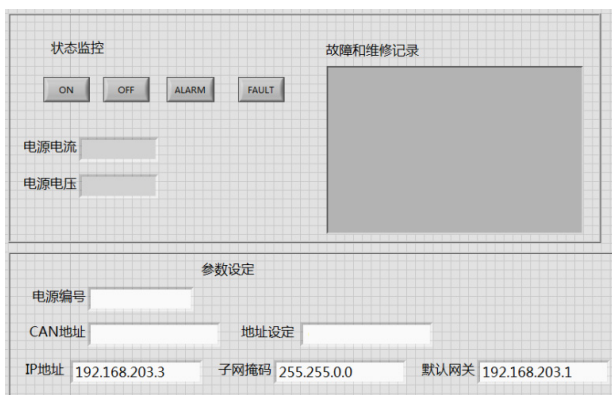 状态监控
故障和维修记录
ON OFF ALARM FAULT
电源电流
电源电压
参数设定
电源编号
CAN地址 地址设定
IP地址 192.168.203.3 子网掩码 255.255.0.0 默认网关 192.168.203.1